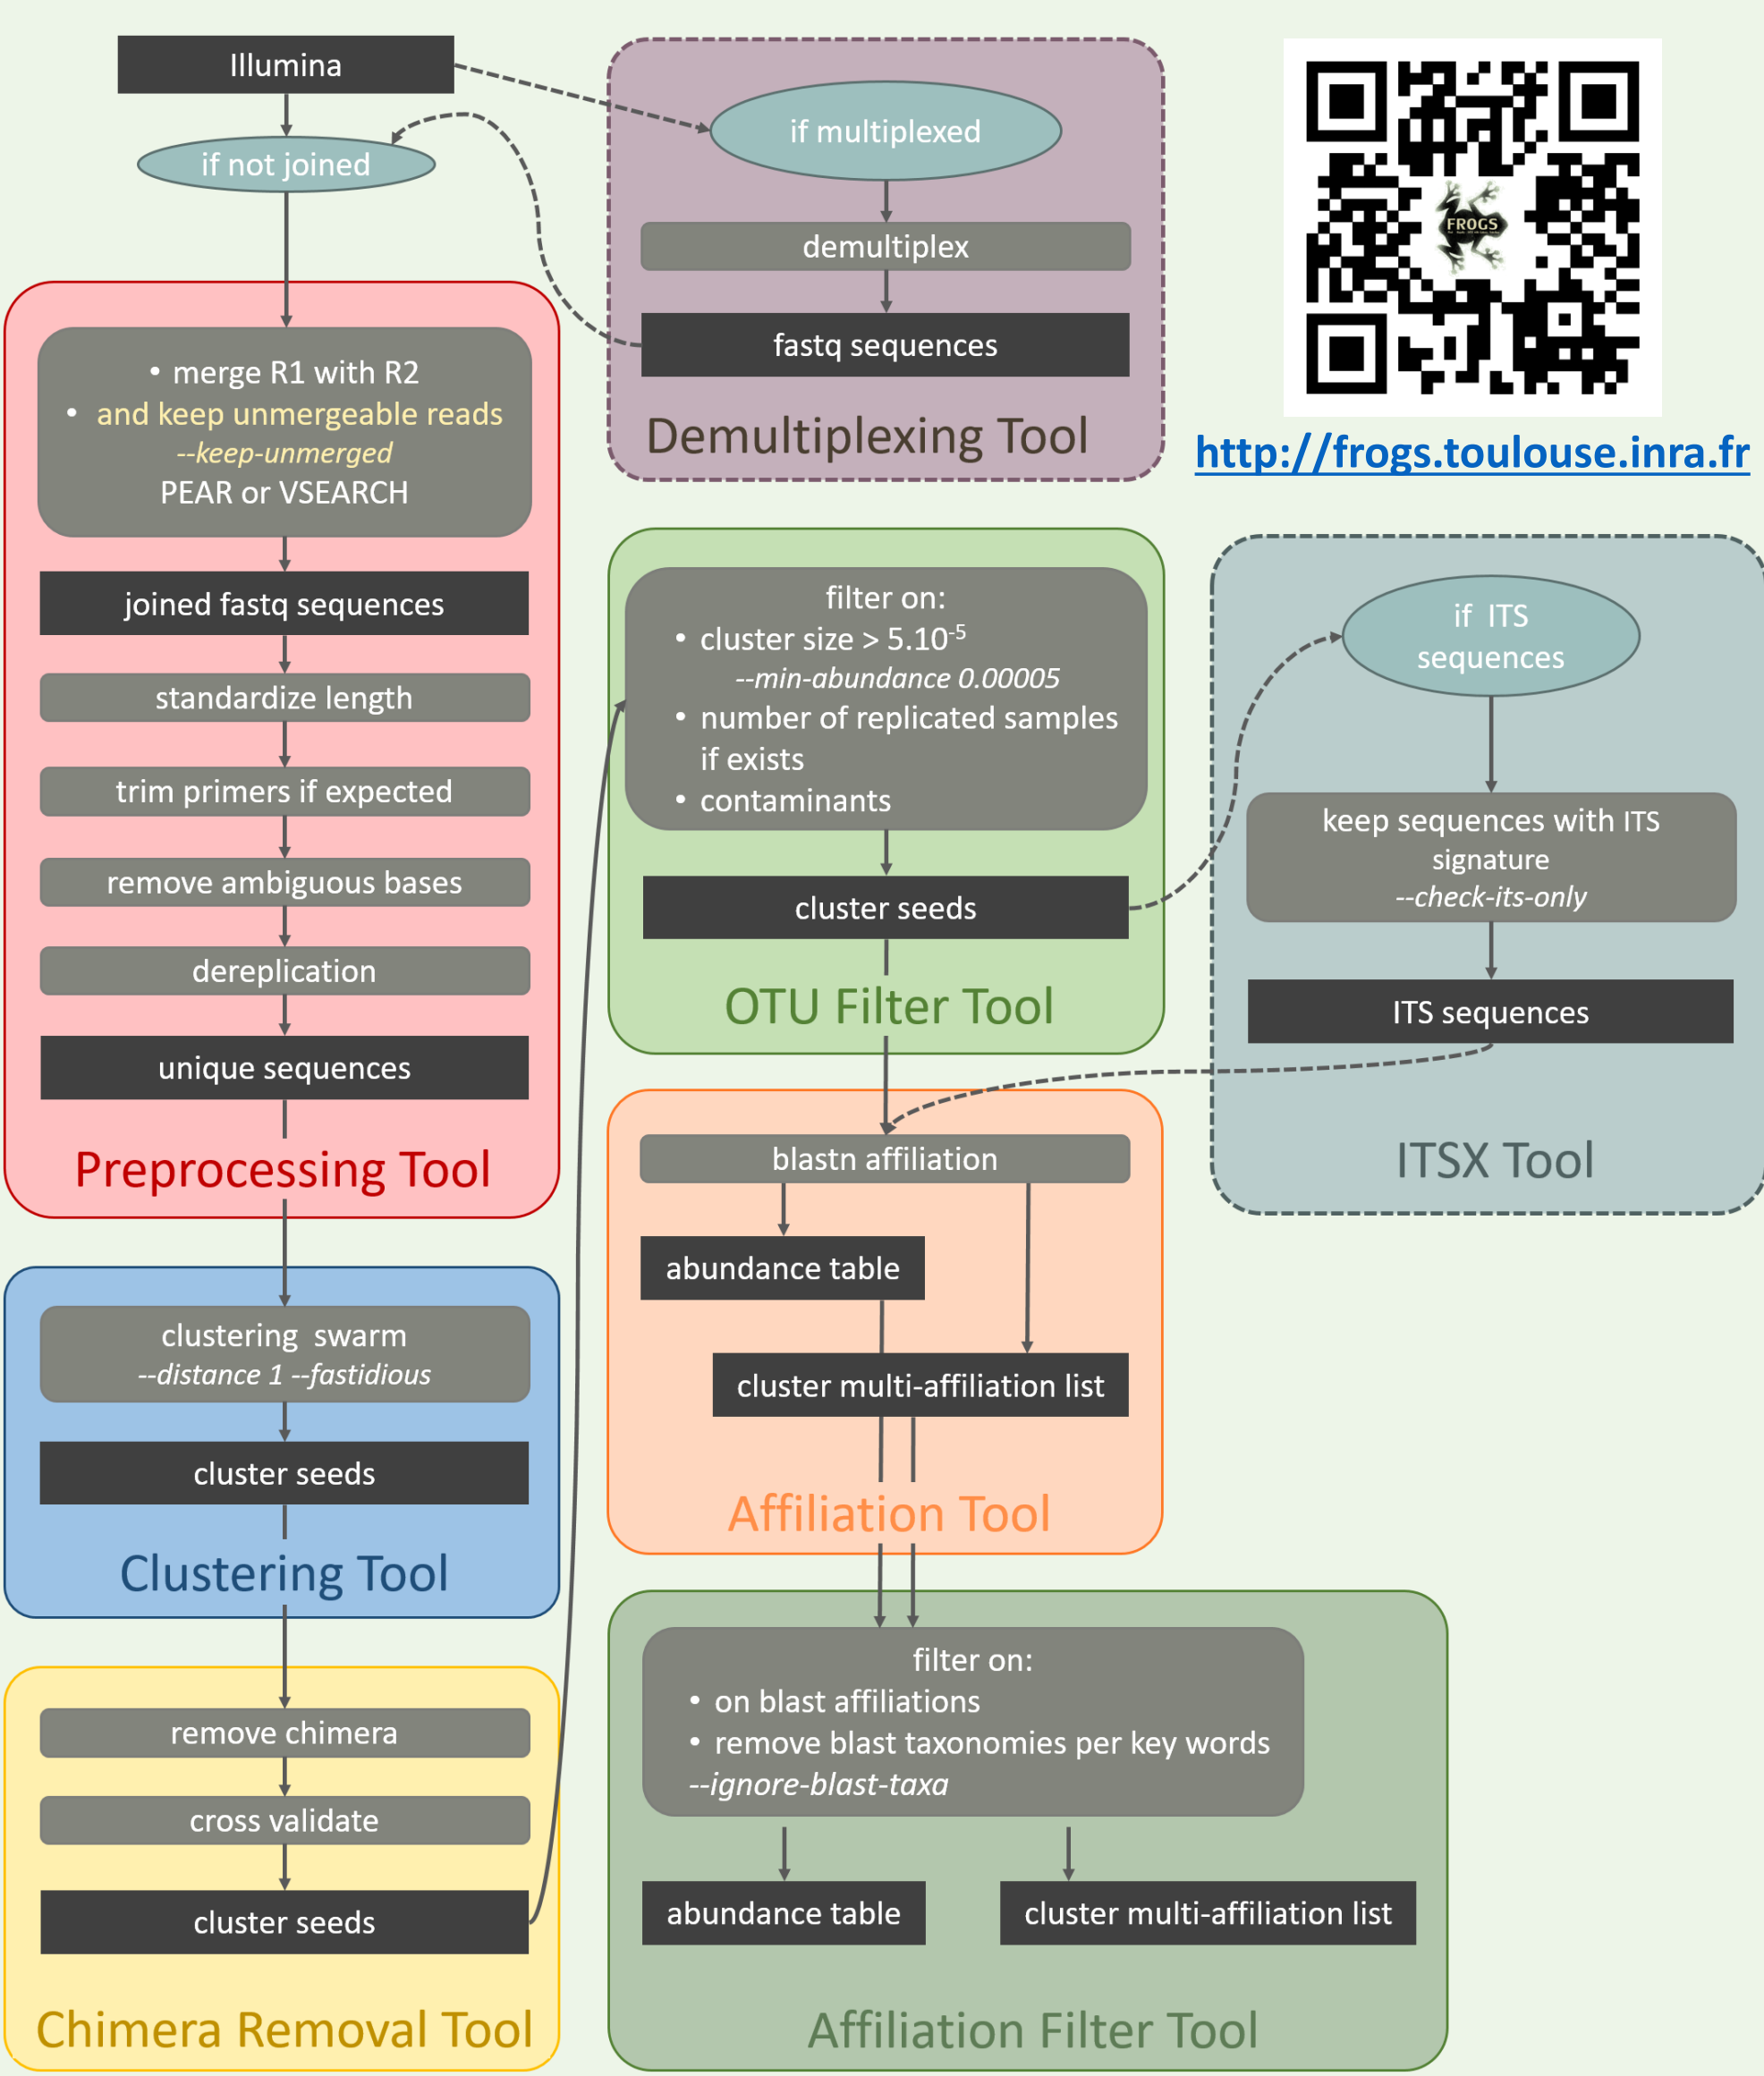 Illumina
if not joined
• merge R1 with R2
• and keep unmergeable reads
--keep-unmerged
PEAR or VSEARCH
joined fastq sequences
standardize length
trim primers if expected
remove ambiguous bases
dereplication
unique sequences
Preprocessing Tool
clustering swarm
--distance 1 --fastidious
cluster seeds
Clustering Tool
remove chimera
cross validate
cluster seeds
Chimera Removal Tool
if multiplexed
demultiplex
fastq sequences
Demultiplexing Tool
FROGS
http://frogs.toulouse.inra.fr
filter on:
• cluster size > 5.10⁻⁵
--min-abundance 0.00005
• number of replicated samples
if exists
• contaminants
cluster seeds
OTU Filter Tool
if ITS
sequences
keep sequences with ITS
signature
--check-its-only
ITS sequences
ITSX Tool
blastn affiliation
abundance table
cluster multi-affiliation list
Affiliation Tool
filter on:
• on blast affiliations
• remove blast taxonomies per key words
--ignore-blast-taxa
abundance table
cluster multi-affiliation list
Affiliation Filter Tool